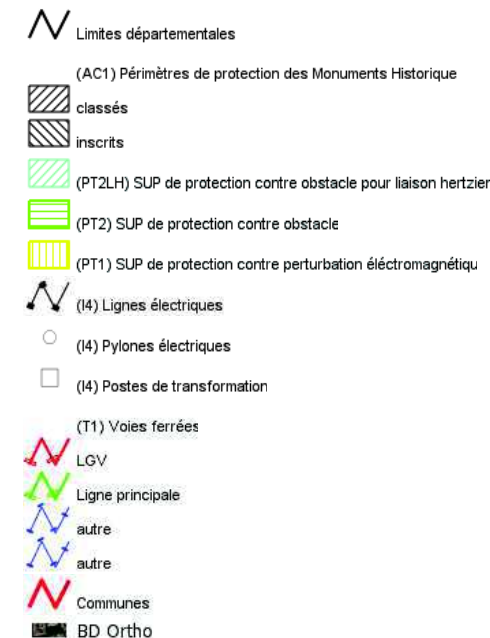 Limites départementales
(AC1) Périmètres de protection des Monuments Historique
classés
inscrits
(PT2LH) SUP de protection contre obstacle pour liaison hertzier
(PT2) SUP de protection contre obstacle
(PT1) SUP de protection contre perturbation éléctromagnétiqu
(I4) Lignes électriques
(I4) Pylones électriques
(I4) Postes de transformation
(T1) Voies ferrées
LGV
Ligne principale
autre
autre
Communes
BD Ortho